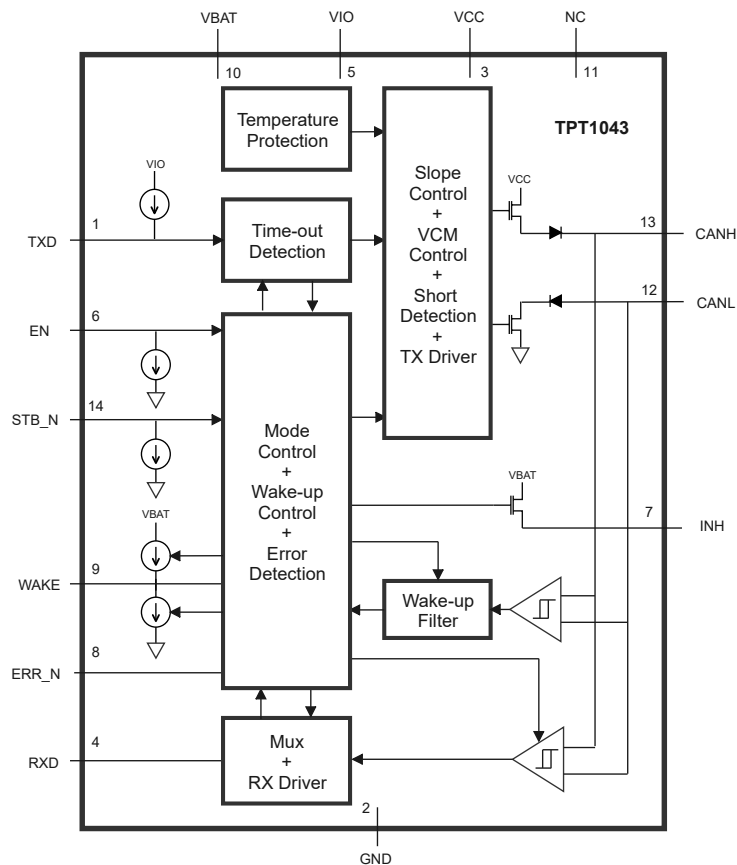 VBAT
VIO
VCC
NC
10
5
3
11
Temperature
Protection
TPT1043
Slope
Control
+
VCM
Control
+
Short
Detection
+
TX Driver
VIO
VCC
1
TXD
Time-out
Detection
13
CANH
12
CANL
6
EN
14
STB_N
Mode
Control
+
Wake-up
Control
+
Error
Detection
VBAT
7
INH
VBAT
9
WAKE
Wake-up
Filter
8
ERR_N
4
RXD
Mux
+
RX Driver
2
GND